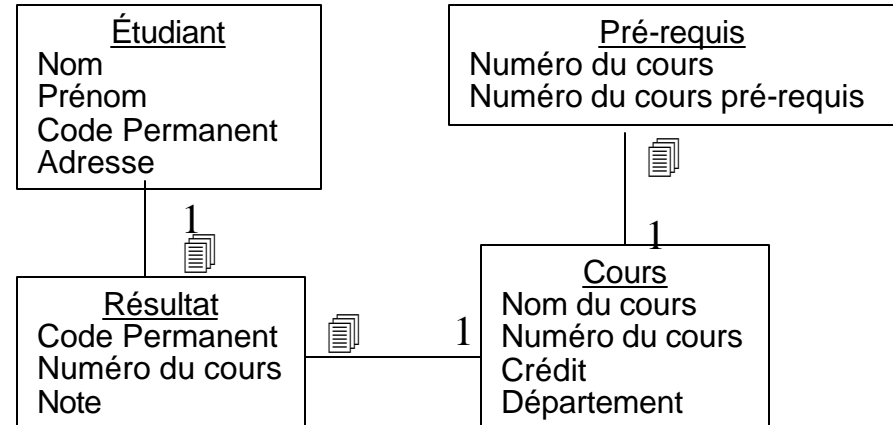 Étudiant
Nom
Prénom
Code Permanent
Adresse
Pré-requis
Numéro du cours
Numéro du cours pré-requis
1
1
Résultat
Code Permanent
Numéro du cours
Note
1
Cours
Nom du cours
Numéro du cours
Crédit
Département